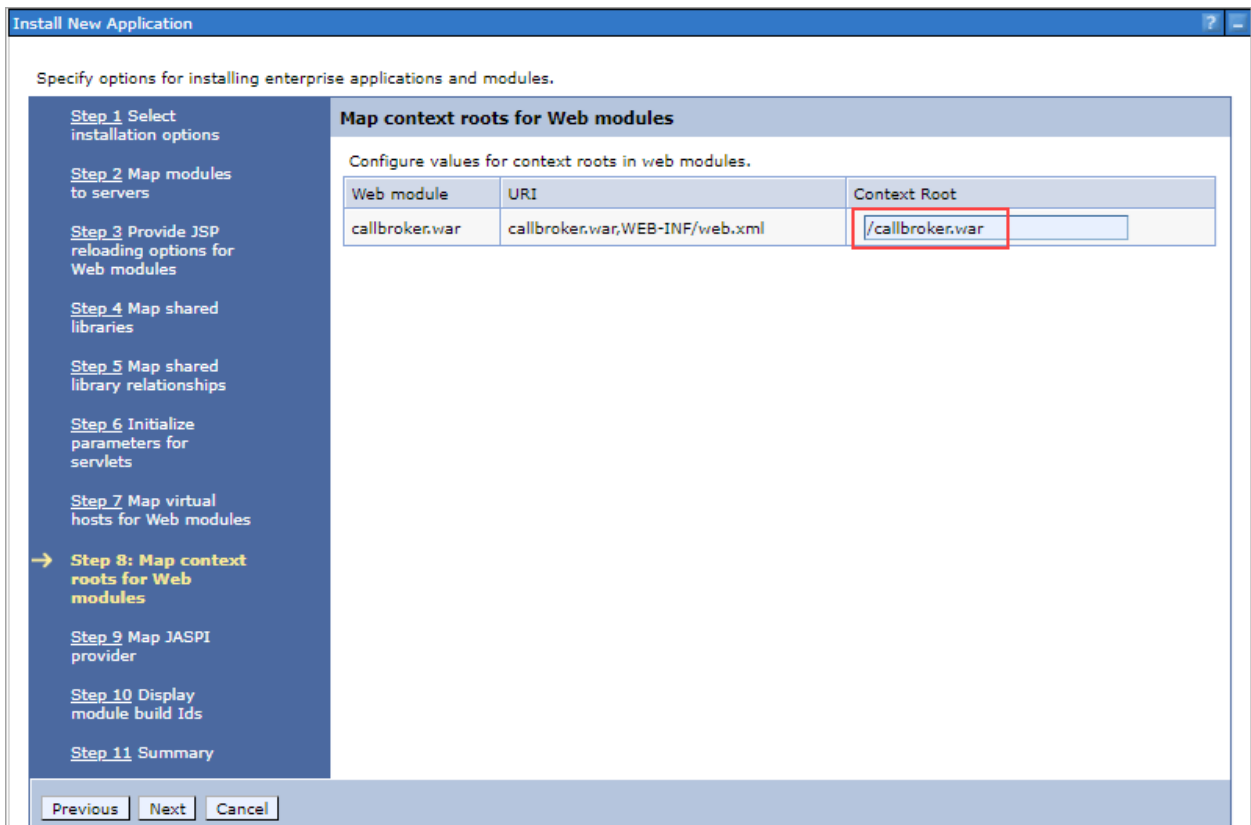 Install New Application
?
Specify options for installing enterprise applications and modules.
Step 1 Select
installation options
Step 2 Map modules
to servers
Step 3 Provide JSP
reloading options for
Web modules
Step 4 Map shared
libraries
Step 5 Map shared
library relationships
Step 6 Initialize
parameters for
servlets
Step 7 Map virtual
hosts for Web modules
Step 8: Map context
roots for Web
modules
Step 9 Map JASPI
provider
Step 10 Display
module build Ids
Step 11 Summary
Map context roots for Web modules
Configure values for context roots in web modules.
Web module URI Context Root
callbroker.war callbroker.war,WEB-INF/web.xml /callbroker.war
Previous Next Cancel